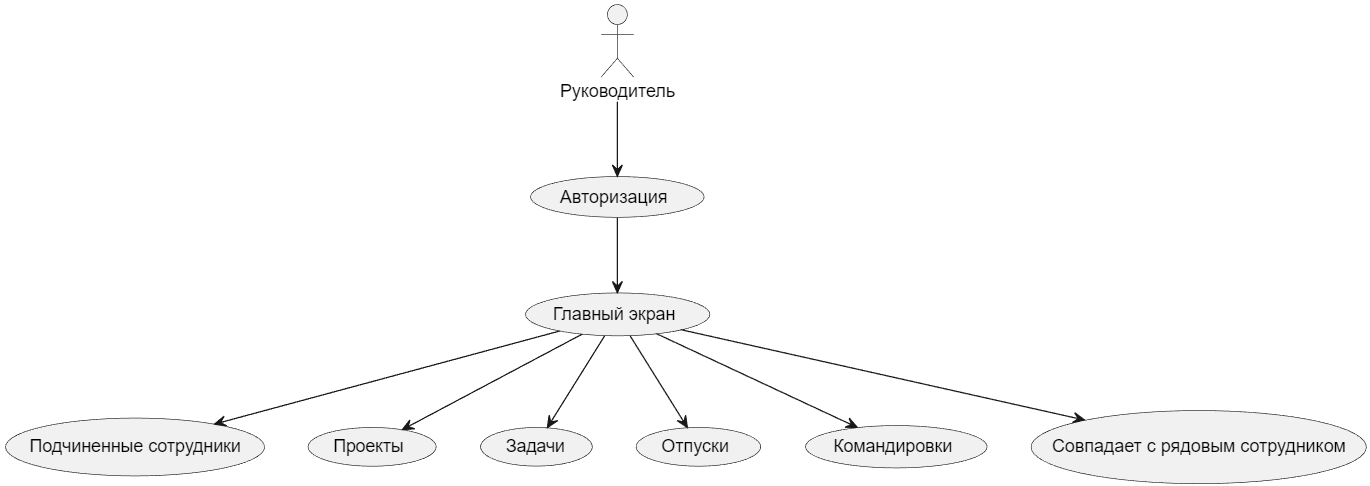 Руководитель
Авторизация
Главный экран
Подчиненные сотрудники
Проекты
Задачи
Отпуски
Командировки
Совпадает с рядовым сотрудником